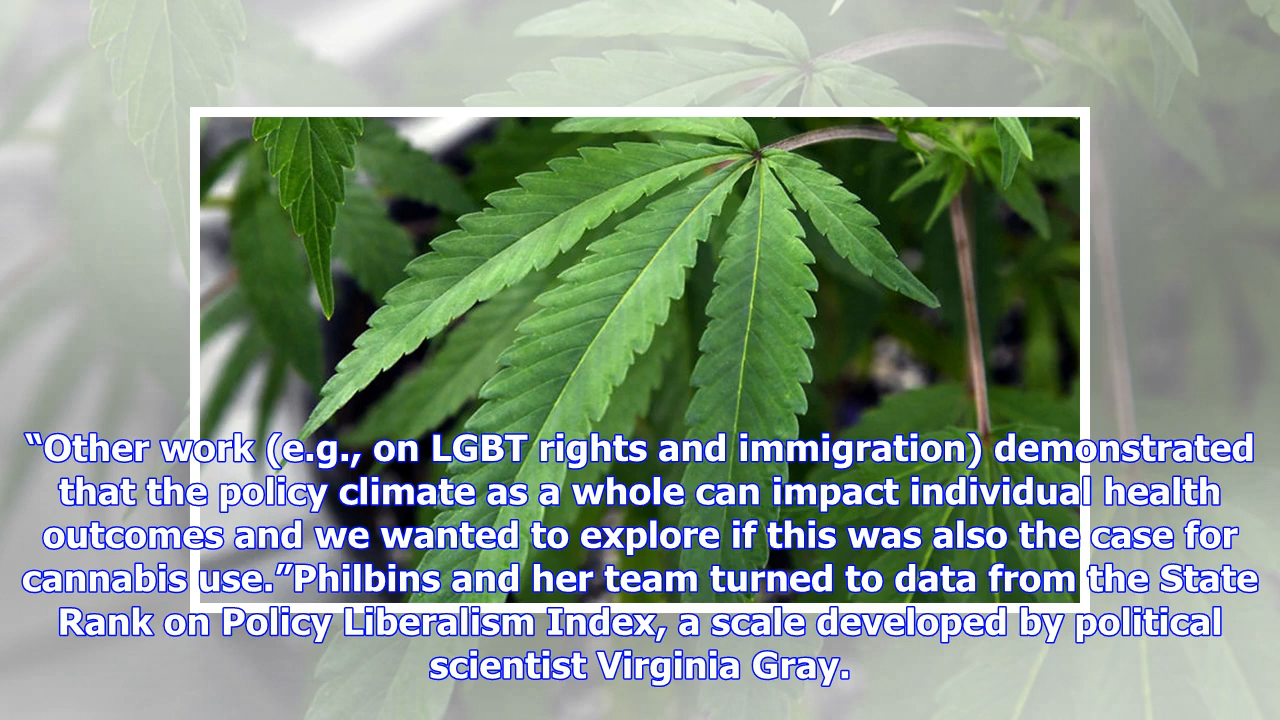 “Other work (e.g., on LGBT rights and immigration) demonstrated
that the policy climate as a whole can impact individual health
outcomes and we wanted to explore if this was also the case for
cannabis use.”Philbins and her team turned to data from the State
Rank on Policy Liberalism Index, a scale developed by political
scientist Virginia Gray.